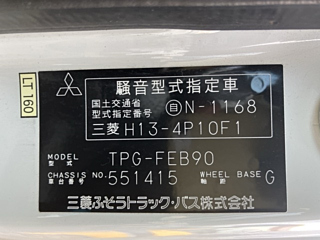 LT160
騒音型式指定車
国土交通省
型式指定番号 自N-1168
三菱 H13-4P10F1
MODEL
型式 TPG-FEB90
CHASSIS NO. 551415 WHEEL BASE G
車台番号 軸距
三菱ふそうトラック・バス株式会社